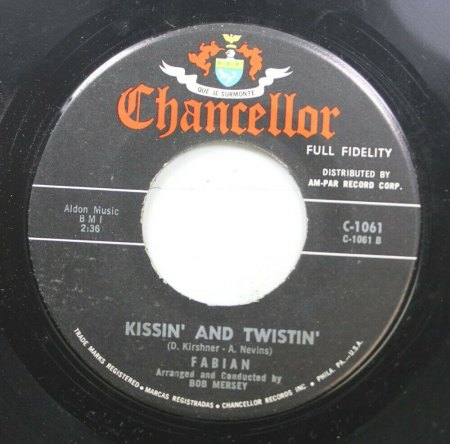 QUE JE SURMONTE
Chancellor
FULL FIDELITY
DISTRIBUTED BY
AM-PAR RECORD CORP.
Aldon Music
B M I
2:36
C-1061
C-1061 B
KISSIN' AND TWISTIN'
(D. Kirshner - A. Nevins)
FABIAN
Arranged and Conducted by
BOB MERSEY
TRADE MARKS REGISTERED. • MARCAS REGISTRADAS • CHANCELLOR RECORDS INC. • PHILA. PA.—U.S.A.